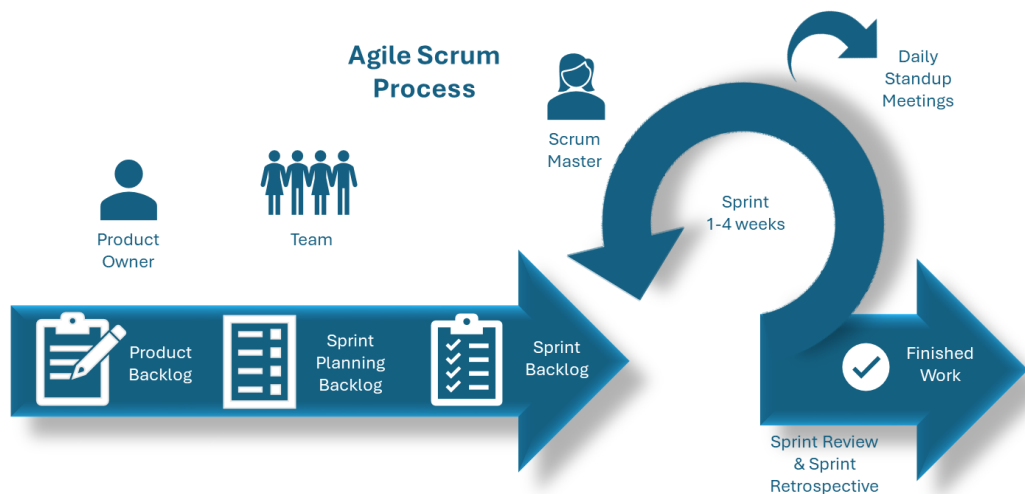 Agile Scrum
Process
Daily
Standup
Meetings
Scrum
Master
Sprint
1-4 weeks
Product
Owner
Team
Product
Backlog
Sprint
Planning
Backlog
Sprint
Backlog
Finished
Work
Sprint Review
& Sprint
Retrospective